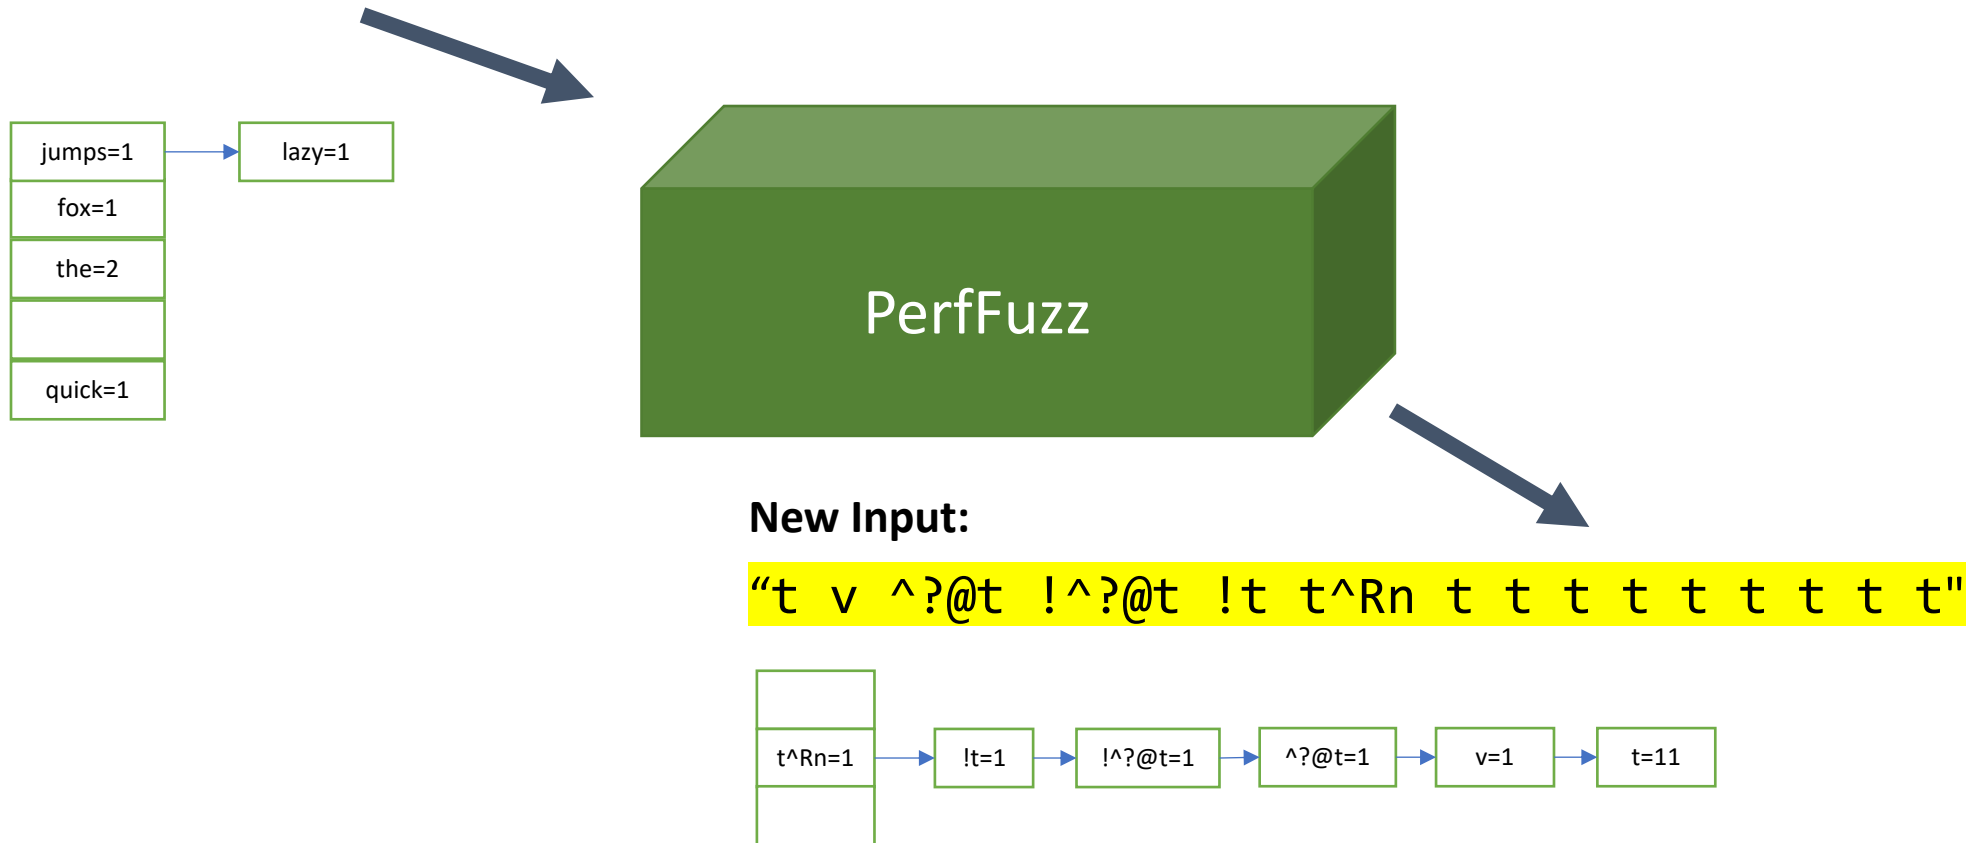 jumps=1
lazy=1
fox=1
the=2
quick=1
PerfFuzz
New Input:
“t v ^?@t !^?@t !t t^Rn t t t t t t t t t"
t^Rn=1
!t=1
!^?@t=1
^?@t=1
v=1
t=11